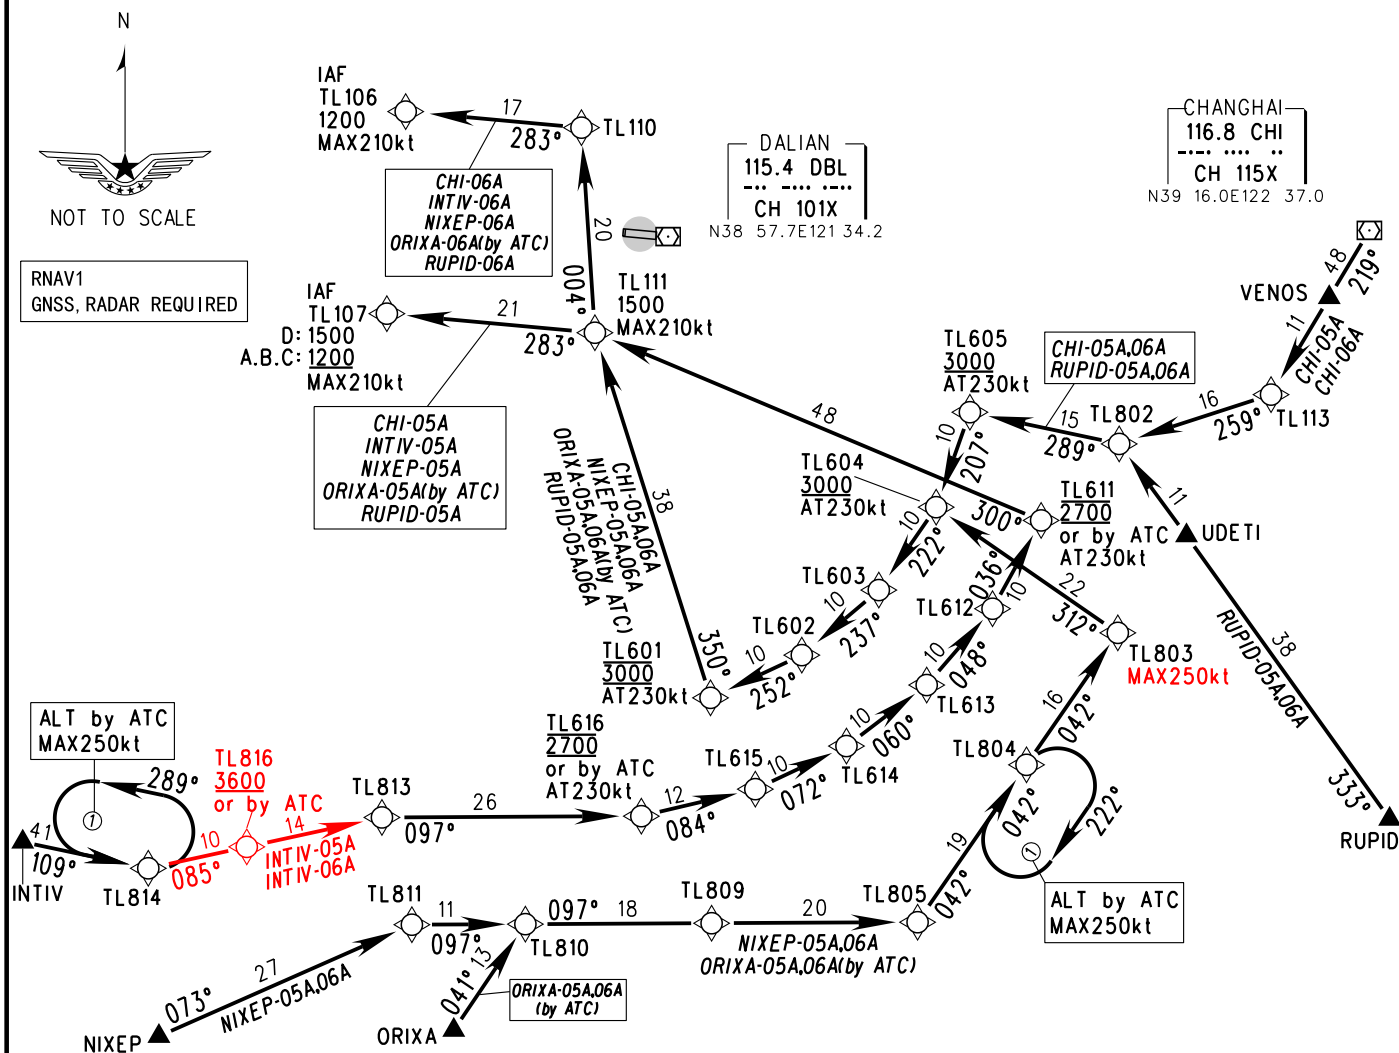 N
NOT TO SCALE
RNAV1
GNSS, RADAR REQUIRED
IAF
TL106
1200
MAX210kt
17
283°
TL110
CHI-06A
INTIV-06A
NIXEP-06A
ORIXA-06A(by ATC)
RUPID-06A
20
004°
DALIAN
115.4 DBL
-·· -··· ·-··
CH 101X
N38 57.7E121 34.2
CHANGHAI
116.8 CHI
-·-· ···· ··
CH 115X
N39 16.0E122 37.0
48
219°
VENOS
11
CHI-05A
CHI-06A
IAF
TL107
D: 1500
A.B.C: 1200
MAX210kt
21
283°
TL111
1500
MAX210kt
CHI-05A
INTIV-05A
NIXEP-05A
ORIXA-05A(by ATC)
RUPID-05A
TL605
3000
AT230kt
CHI-05A,06A
RUPID-05A,06A
15
289°
TL802
16
259°
TL113
48
10
207°
TL604
3000
AT230kt
300°
TL611
2700
or by ATC
AT230kt
11
UDETI
38
CHI-05A,06A
NIXEP-05A,06A
ORIXA-05A,06A(by ATC)
RUPID-05A,06A
350°
10
222°
TL603
10
237°
TL602
10
252°
TL601
3000
AT230kt
036°
10
TL612
22
312°
TL803
MAX250kt
10
048°
TL613
38
RUPID-05A,06A
333°
RUPID
ALT by ATC
MAX250kt
289°
1
41
109°
INTIV
TL814
10
085°
TL816
3600
or by ATC
14
INTIV-05A
INTIV-06A
TL813
26
097°
TL616
2700
or by ATC
AT230kt
12
084°
TL615
10
072°
TL614
10
060°
TL804
16
042°
042°
222°
1
ALT by ATC
MAX250kt
19
042°
TL805
TL811
11
097°
TL810
097°
18
TL809
20
NIXEP-05A,06A
ORIXA-05A,06A(by ATC)
27
073°
NIXEP-05A,06A
NIXEP
13
041°
ORIXA
ORIXA-05A,06A
(by ATC)